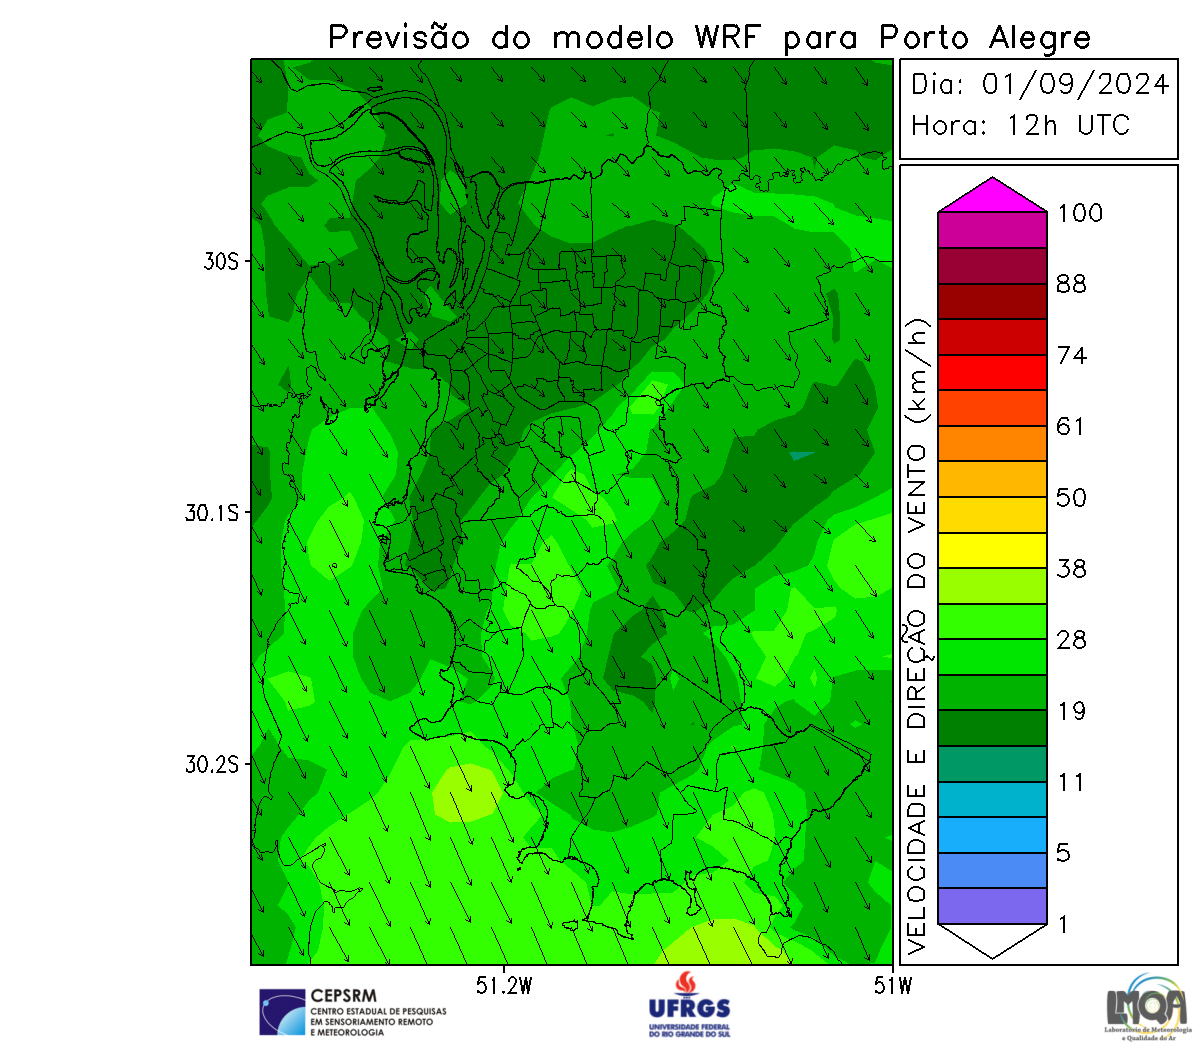 Previsão do modelo WRF para Porto Alegre
Dia: 01/09/2024
Hora: 12h UTC
30S
30.1S
30.2S
51.2W
51W
VELOCIDADE E DIREÇÃO DO VENTO (km/h)
100
88
74
61
50
38
28
19
11
5
1
CEPSRM
CENTRO ESTADUAL DE PESQUISAS
EM SENSORIAMENTO REMOTO
E METEOROLOGIA
UFRGS
UNIVERSIDADE FEDERAL
DO RIO GRANDE DO SUL
LMQA
Laboratório de Meteorologia
e Qualidade do Ar